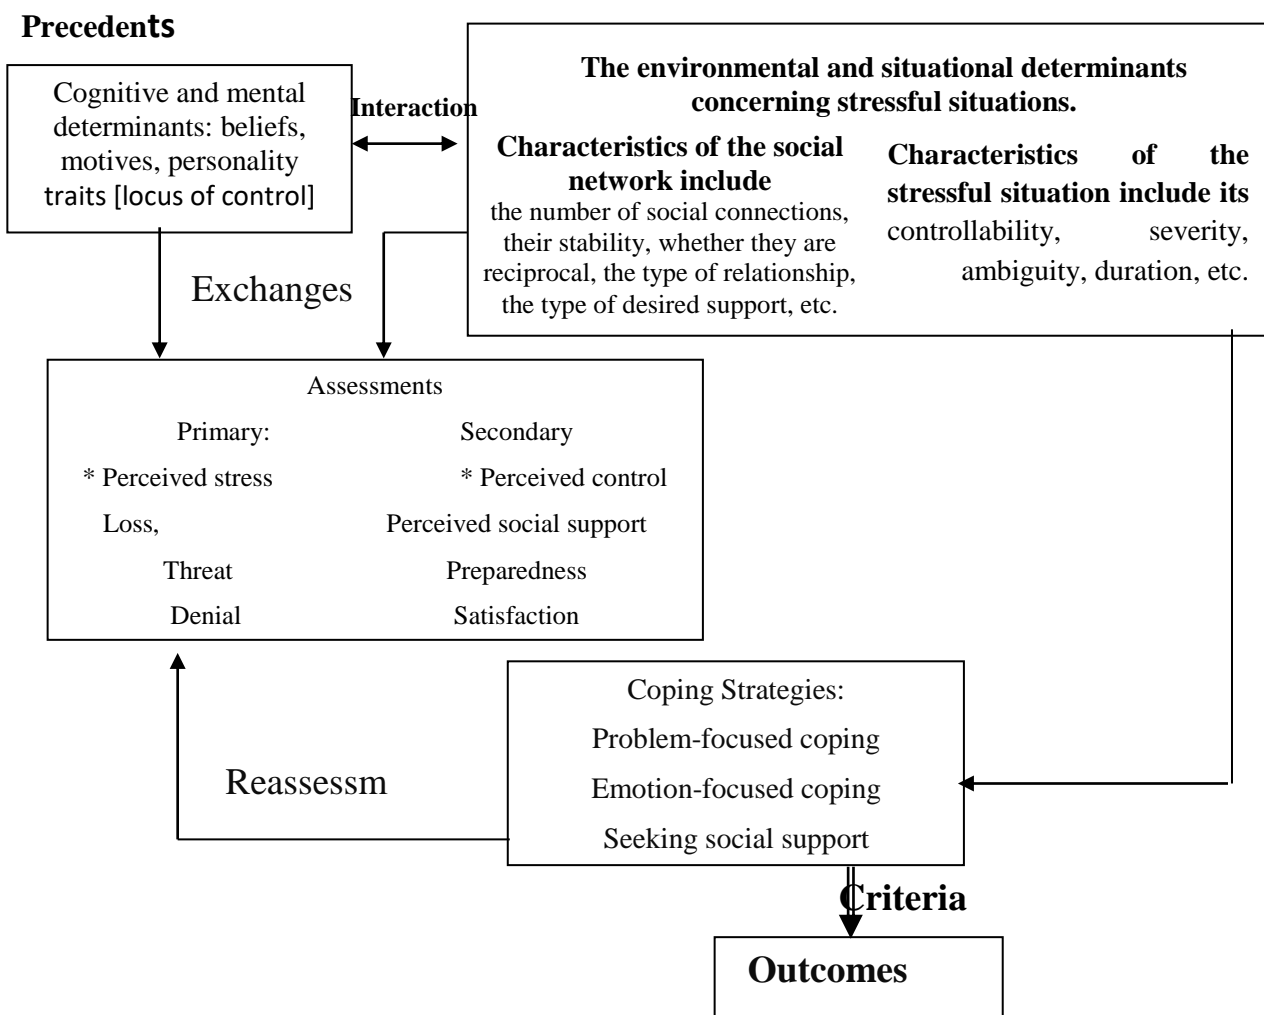 Precedents
Cognitive and mental
determinants: beliefs,
motives, personality
traits [locus of control]
Interaction
The environmental and situational determinants
concerning stressful situations.
Characteristics of the social
network include
the number of social connections,
their stability, whether they are
reciprocal, the type of relationship,
the type of desired support, etc.
Characteristics of the
stressful situation include its
controllability, severity,
ambiguity, duration, etc.
Exchanges
Assessments
Primary: Secondary
* Perceived stress * Perceived control
Loss, Perceived social support
Threat Preparedness
Denial Satisfaction
Coping Strategies:
Problem-focused coping
Emotion-focused coping
Seeking social support
Reassessm
Criteria
Outcomes